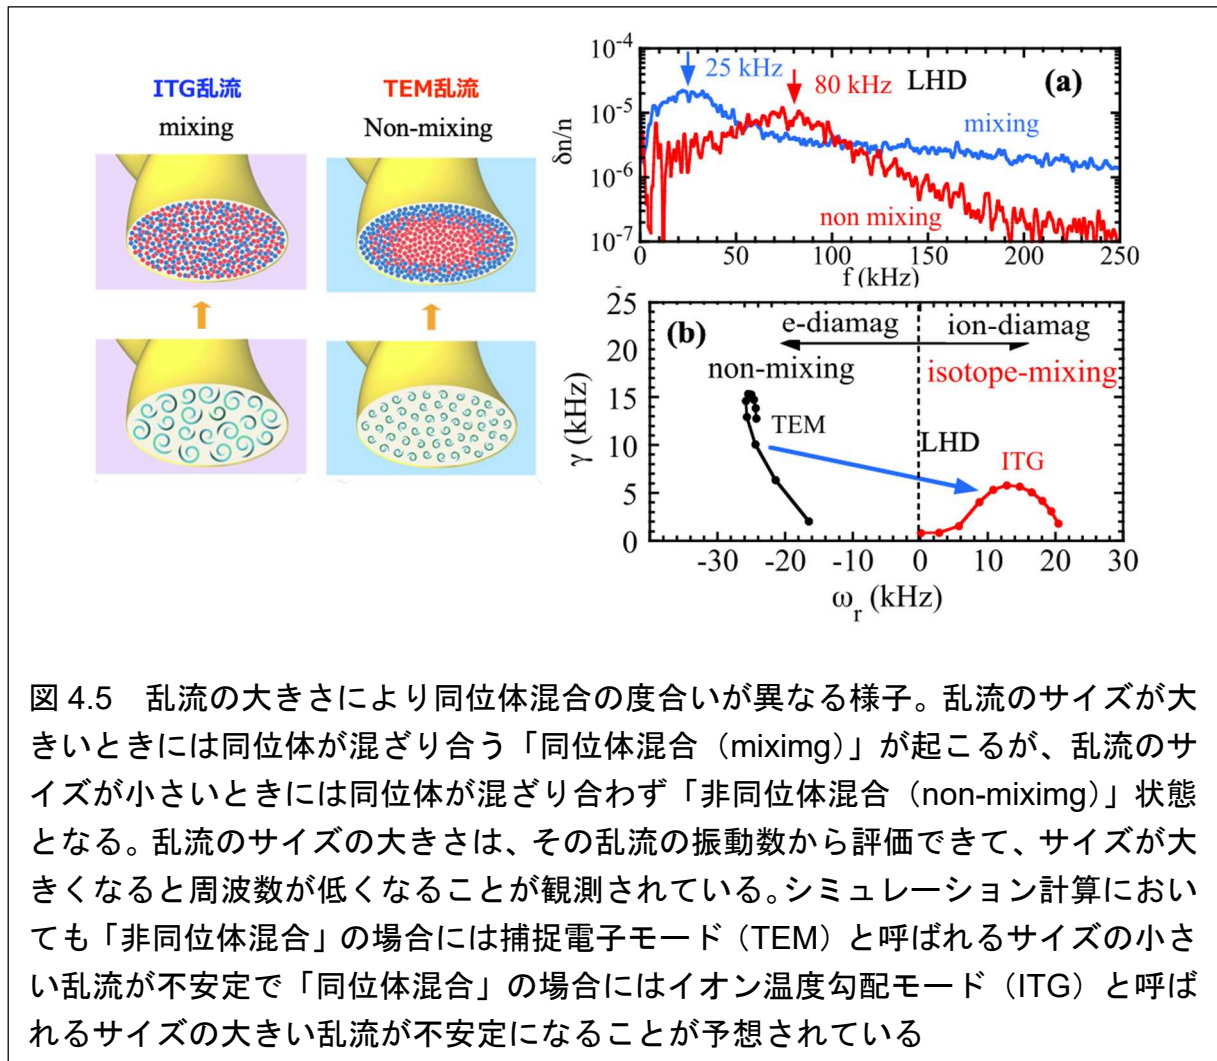 ITG乱流
mixing
TEM乱流
Non-mixing
10-4
10-5
10-6
10-7
δn/n
25 kHz
80 kHz
LHD
(a)
mixing
non mixing
0
50
100
150
200
250
f (kHz)
25
20
15
10
5
0
γ (kHz)
(b)
e-diamag
ion-diamag
non-mixing
isotope-mixing
TEM
LHD
ITG
-30
-20
-10
0
10
20
30
ωr (kHz)
図 4.5 乱流の大きさにより同位体混合の度合いが異なる様子。乱流のサイズが大
きいときには同位体が混ざり合う「同位体混合（miximg）」が起こるが、乱流のサ
イズが小さいときには同位体が混ざり合わず「非同位体混合（non-miximg）」状態
となる。乱流のサイズの大きさは、その乱流の振動数から評価できて、サイズが大
きくなると周波数が低くなることが観測されている。シミュレーション計算におい
ても「非同位体混合」の場合には捕捉電子モード（TEM）と呼ばれるサイズの小さ
い乱流が不安定で「同位体混合」の場合にはイオン温度勾配モード（ITG）と呼ば
れるサイズの大きい乱流が不安定になることが予想されている